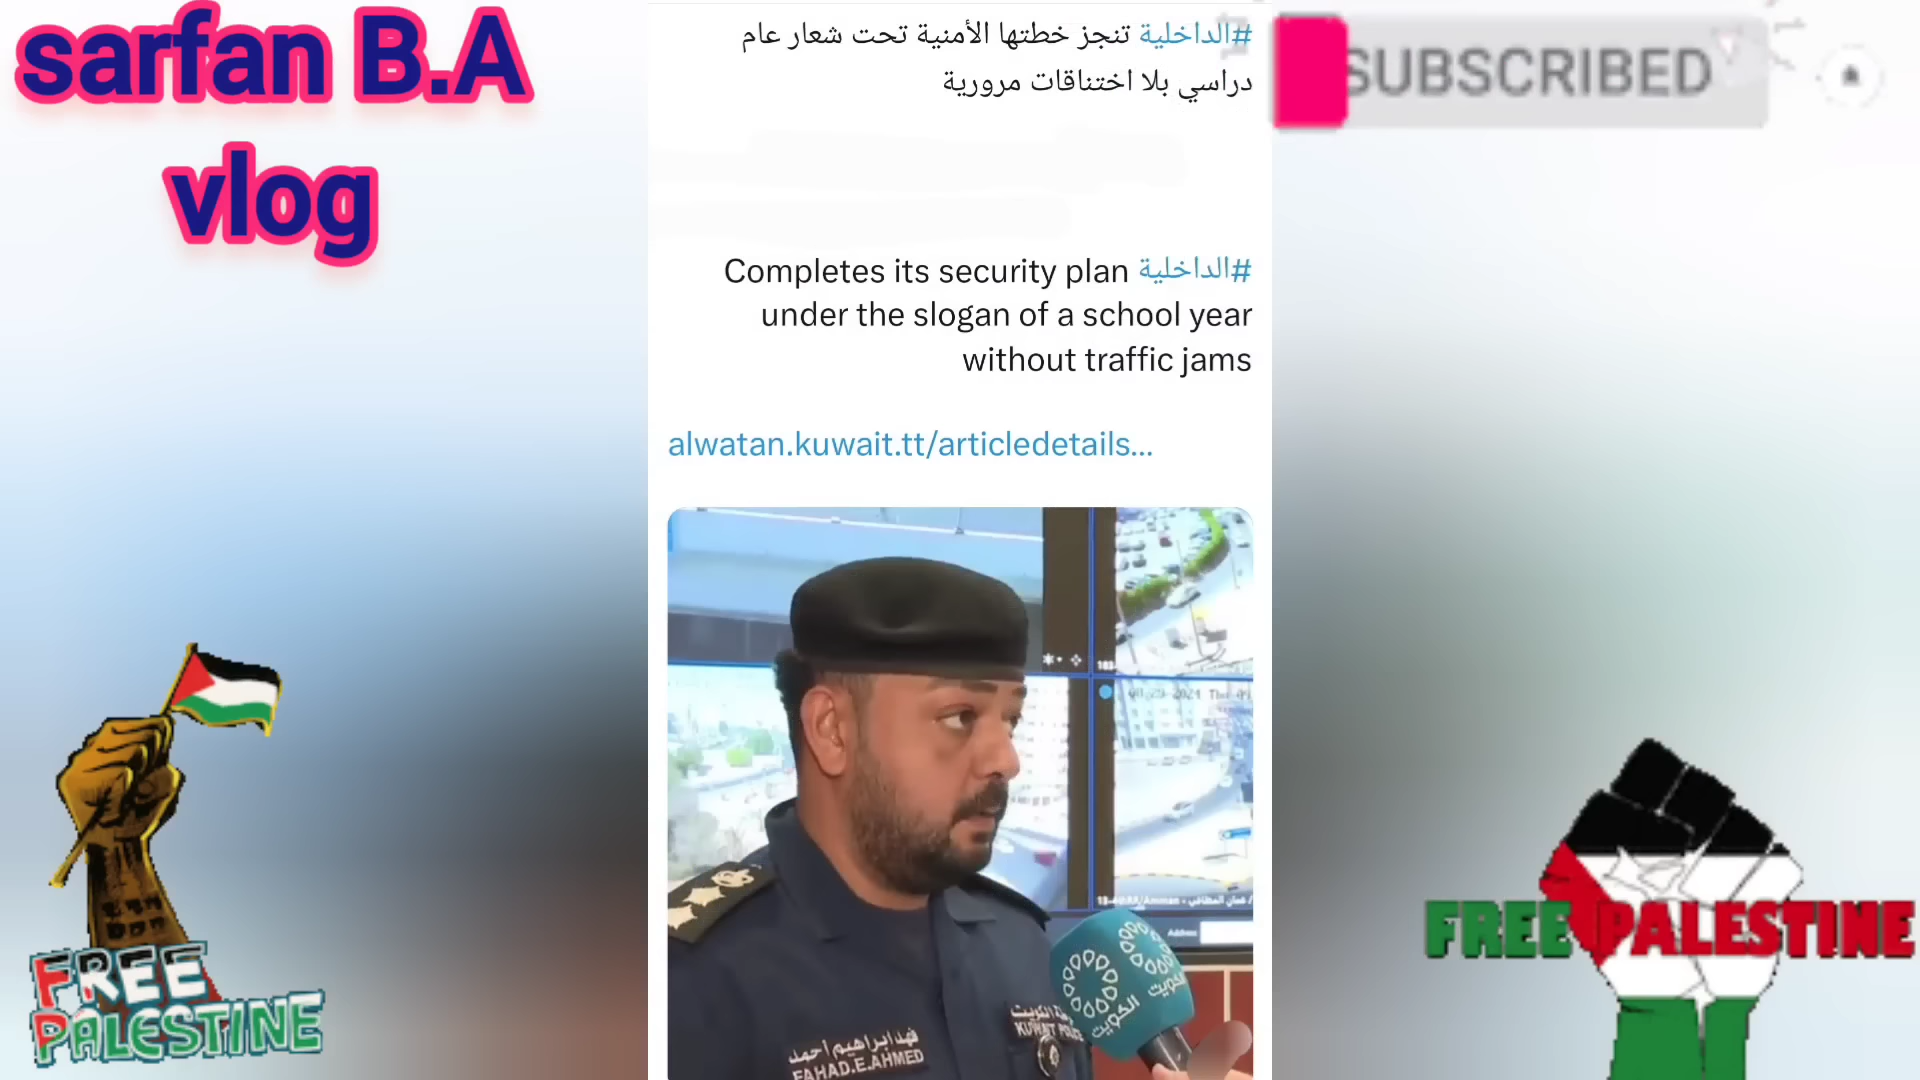 sarfan B.A
vlog
#الداخلية تنجز خطتها الأمنية تحت شعار عام
دراسي بلا اختناقات مرورية
SUBSCRIBED
Completes its security plan #الداخلية
under the slogan of a school year
without traffic jams
alwatan.kuwait.tt/articledetails...
فهد ابراهيم احمد
FAHAD.E.AHMED
KUWAIT POLICE
الكويت
الكويت
FREE
PALESTINE
FREE PALESTINE